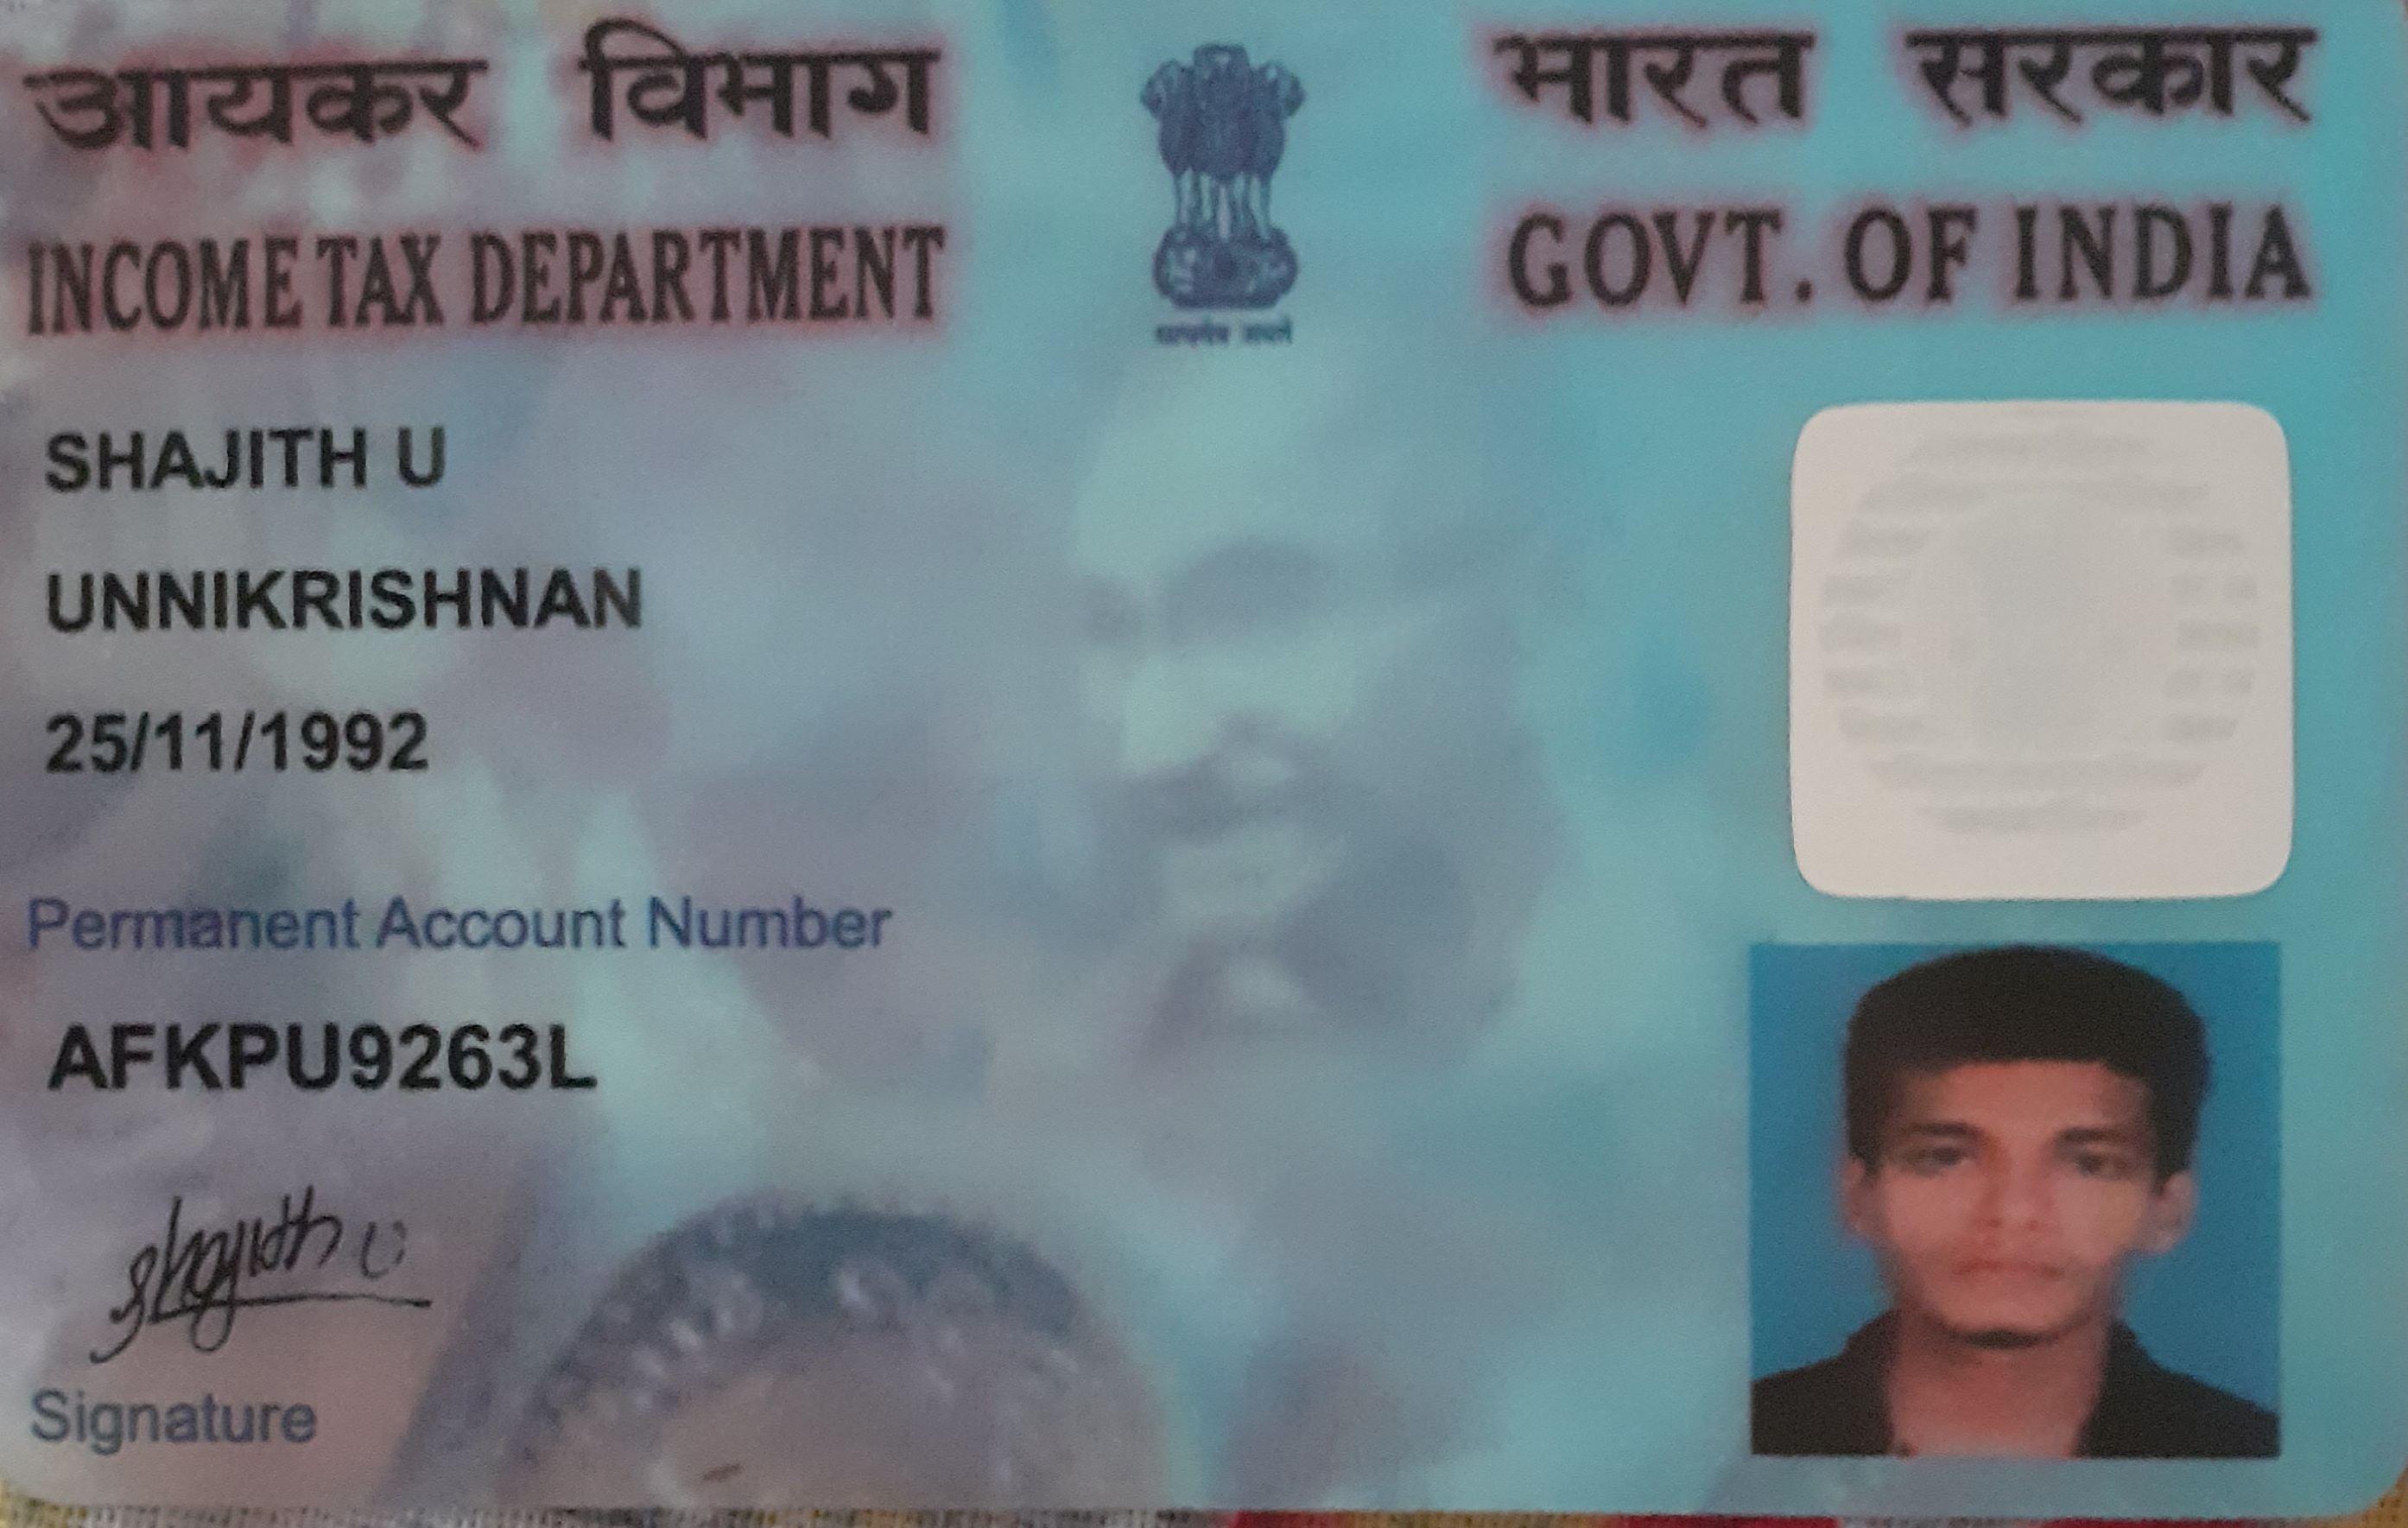 आयकर विभाग
INCOME TAX DEPARTMENT
भारत सरकार
GOVT. OF INDIA
सत्यमेव जयते
SHAJITH U
UNNIKRISHNAN
25/11/1992
Permanent Account Number
AFKPU9263L
Shajith U
Signature